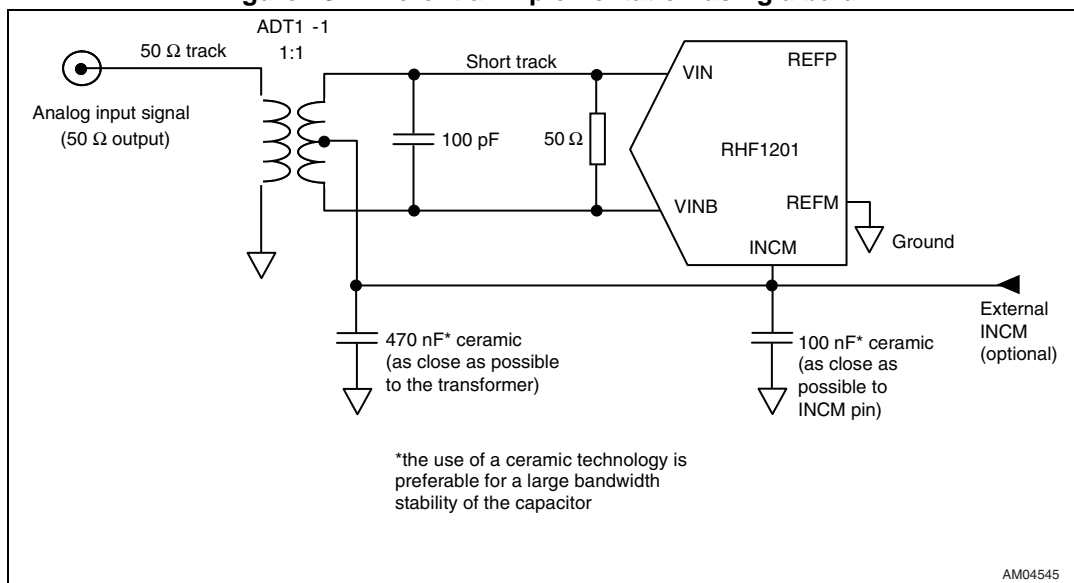 ADT1 -1
1:1
50 Ω track
Short track
VIN
REFP
Analog input signal
(50 Ω output)
100 pF
50 Ω
RHF1201
VINB
REFM
INCM
Ground
External
INCM
(optional)
470 nF* ceramic
(as close as possible
to the transformer)
100 nF* ceramic
(as close as
possible to
INCM pin)
*the use of a ceramic technology is
preferable for a large bandwidth
stability of the capacitor
AM04545